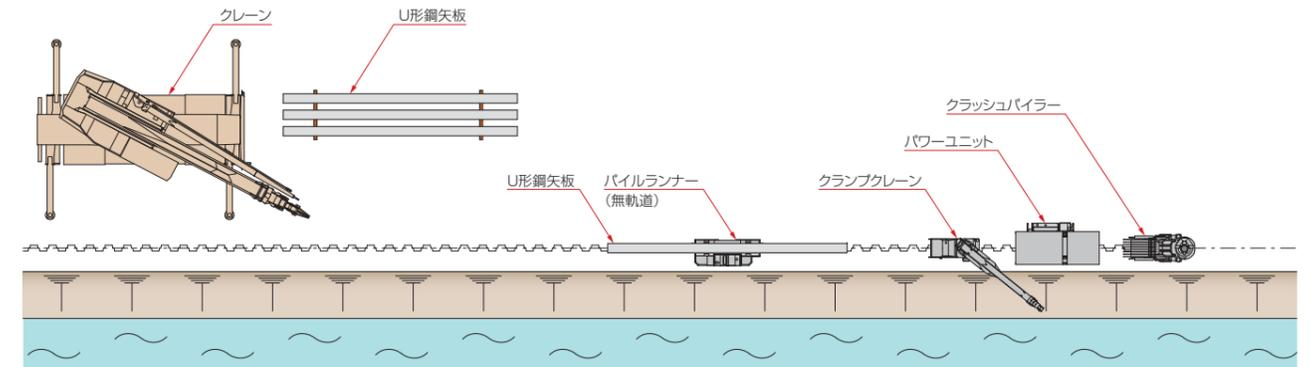 クレーン
U形鋼矢板
クラッシュパイラー
パワーユニット
U形鋼矢板
パイルランナー
（無軌道）
クランプクレーン